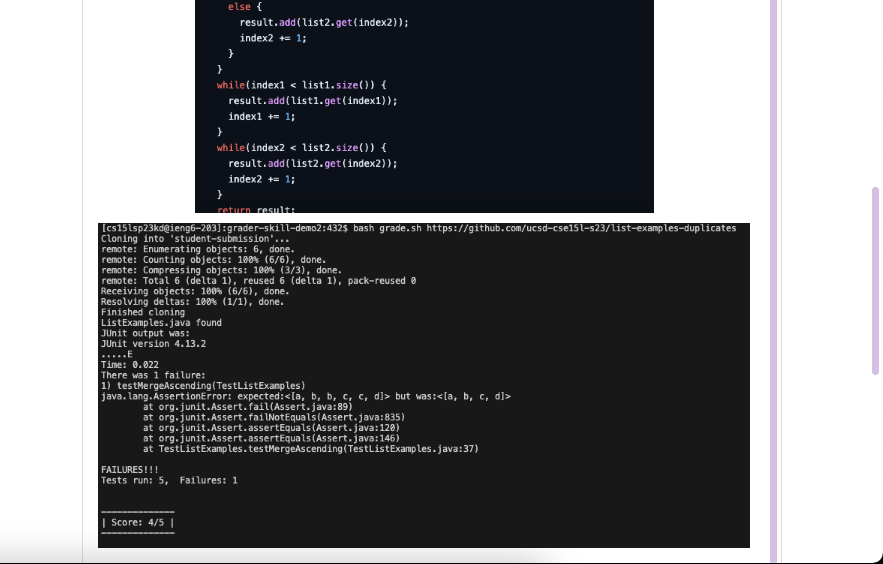 else {
result.add(list2.get(index2));
index2 += 1;
}
}
while(index1 < list1.size()) {
result.add(list1.get(index1));
index1 += 1;
}
while(index2 < list2.size()) {
result.add(list2.get(index2));
index2 += 1;
}
return result;
[cs15lsp23kd@ieng6-203]:grader-skill-demo2:432$ bash grade.sh https://github.com/ucsd-cse15l-s23/list-examples-duplicates
Cloning into 'student-submission'...
remote: Enumerating objects: 6, done.
remote: Counting objects: 100% (6/6), done.
remote: Compressing objects: 100% (3/3), done.
remote: Total 6 (delta 1), reused 6 (delta 1), pack-reused 0
Receiving objects: 100% (6/6), done.
Resolving deltas: 100% (1/1), done.
Finished cloning
ListExamples.java found
JUnit output was:
JUnit version 4.13.2
.....E
Time: 0.022
There was 1 failure:
1) testMergeAscending(TestListExamples)
java.lang.AssertionError: expected:<[a, b, b, c, c, d]> but was:<[a, b, c, d]>
at org.junit.Assert.fail(Assert.java:89)
at org.junit.Assert.failNotEquals(Assert.java:835)
at org.junit.Assert.assertEquals(Assert.java:120)
at org.junit.Assert.assertEquals(Assert.java:146)
at TestListExamples.testMergeAscending(TestListExamples.java:37)
FAILURES!!!
Tests run: 5,  Failures: 1
--------------
| Score: 4/5 |
--------------